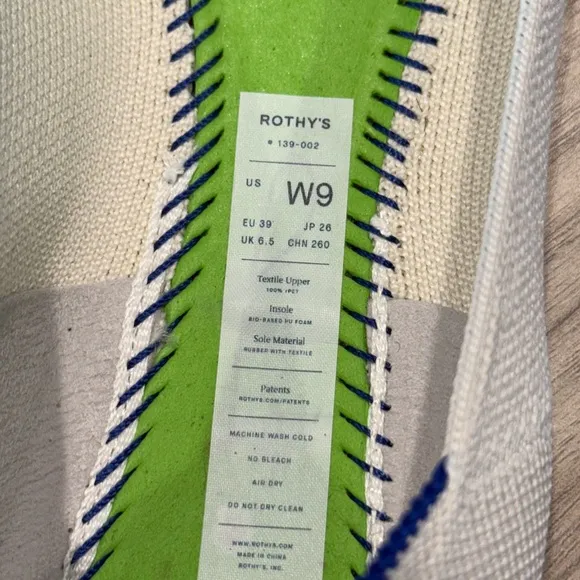 ROTHY'S
# 139-002
US W9
EU 39 JP 26
UK 6.5 CHN 260
Textile Upper
100% rPET
Insole
BIO-BASED PU FOAM
Sole Material
RUBBER WITH TEXTILE
Patents
ROTHYS.COM/PATENTS
MACHINE WASH COLD
NO BLEACH
AIR DRY
DO NOT DRY CLEAN
WWW.ROTHYS.COM
MADE IN CHINA
ROTHY'S, INC.